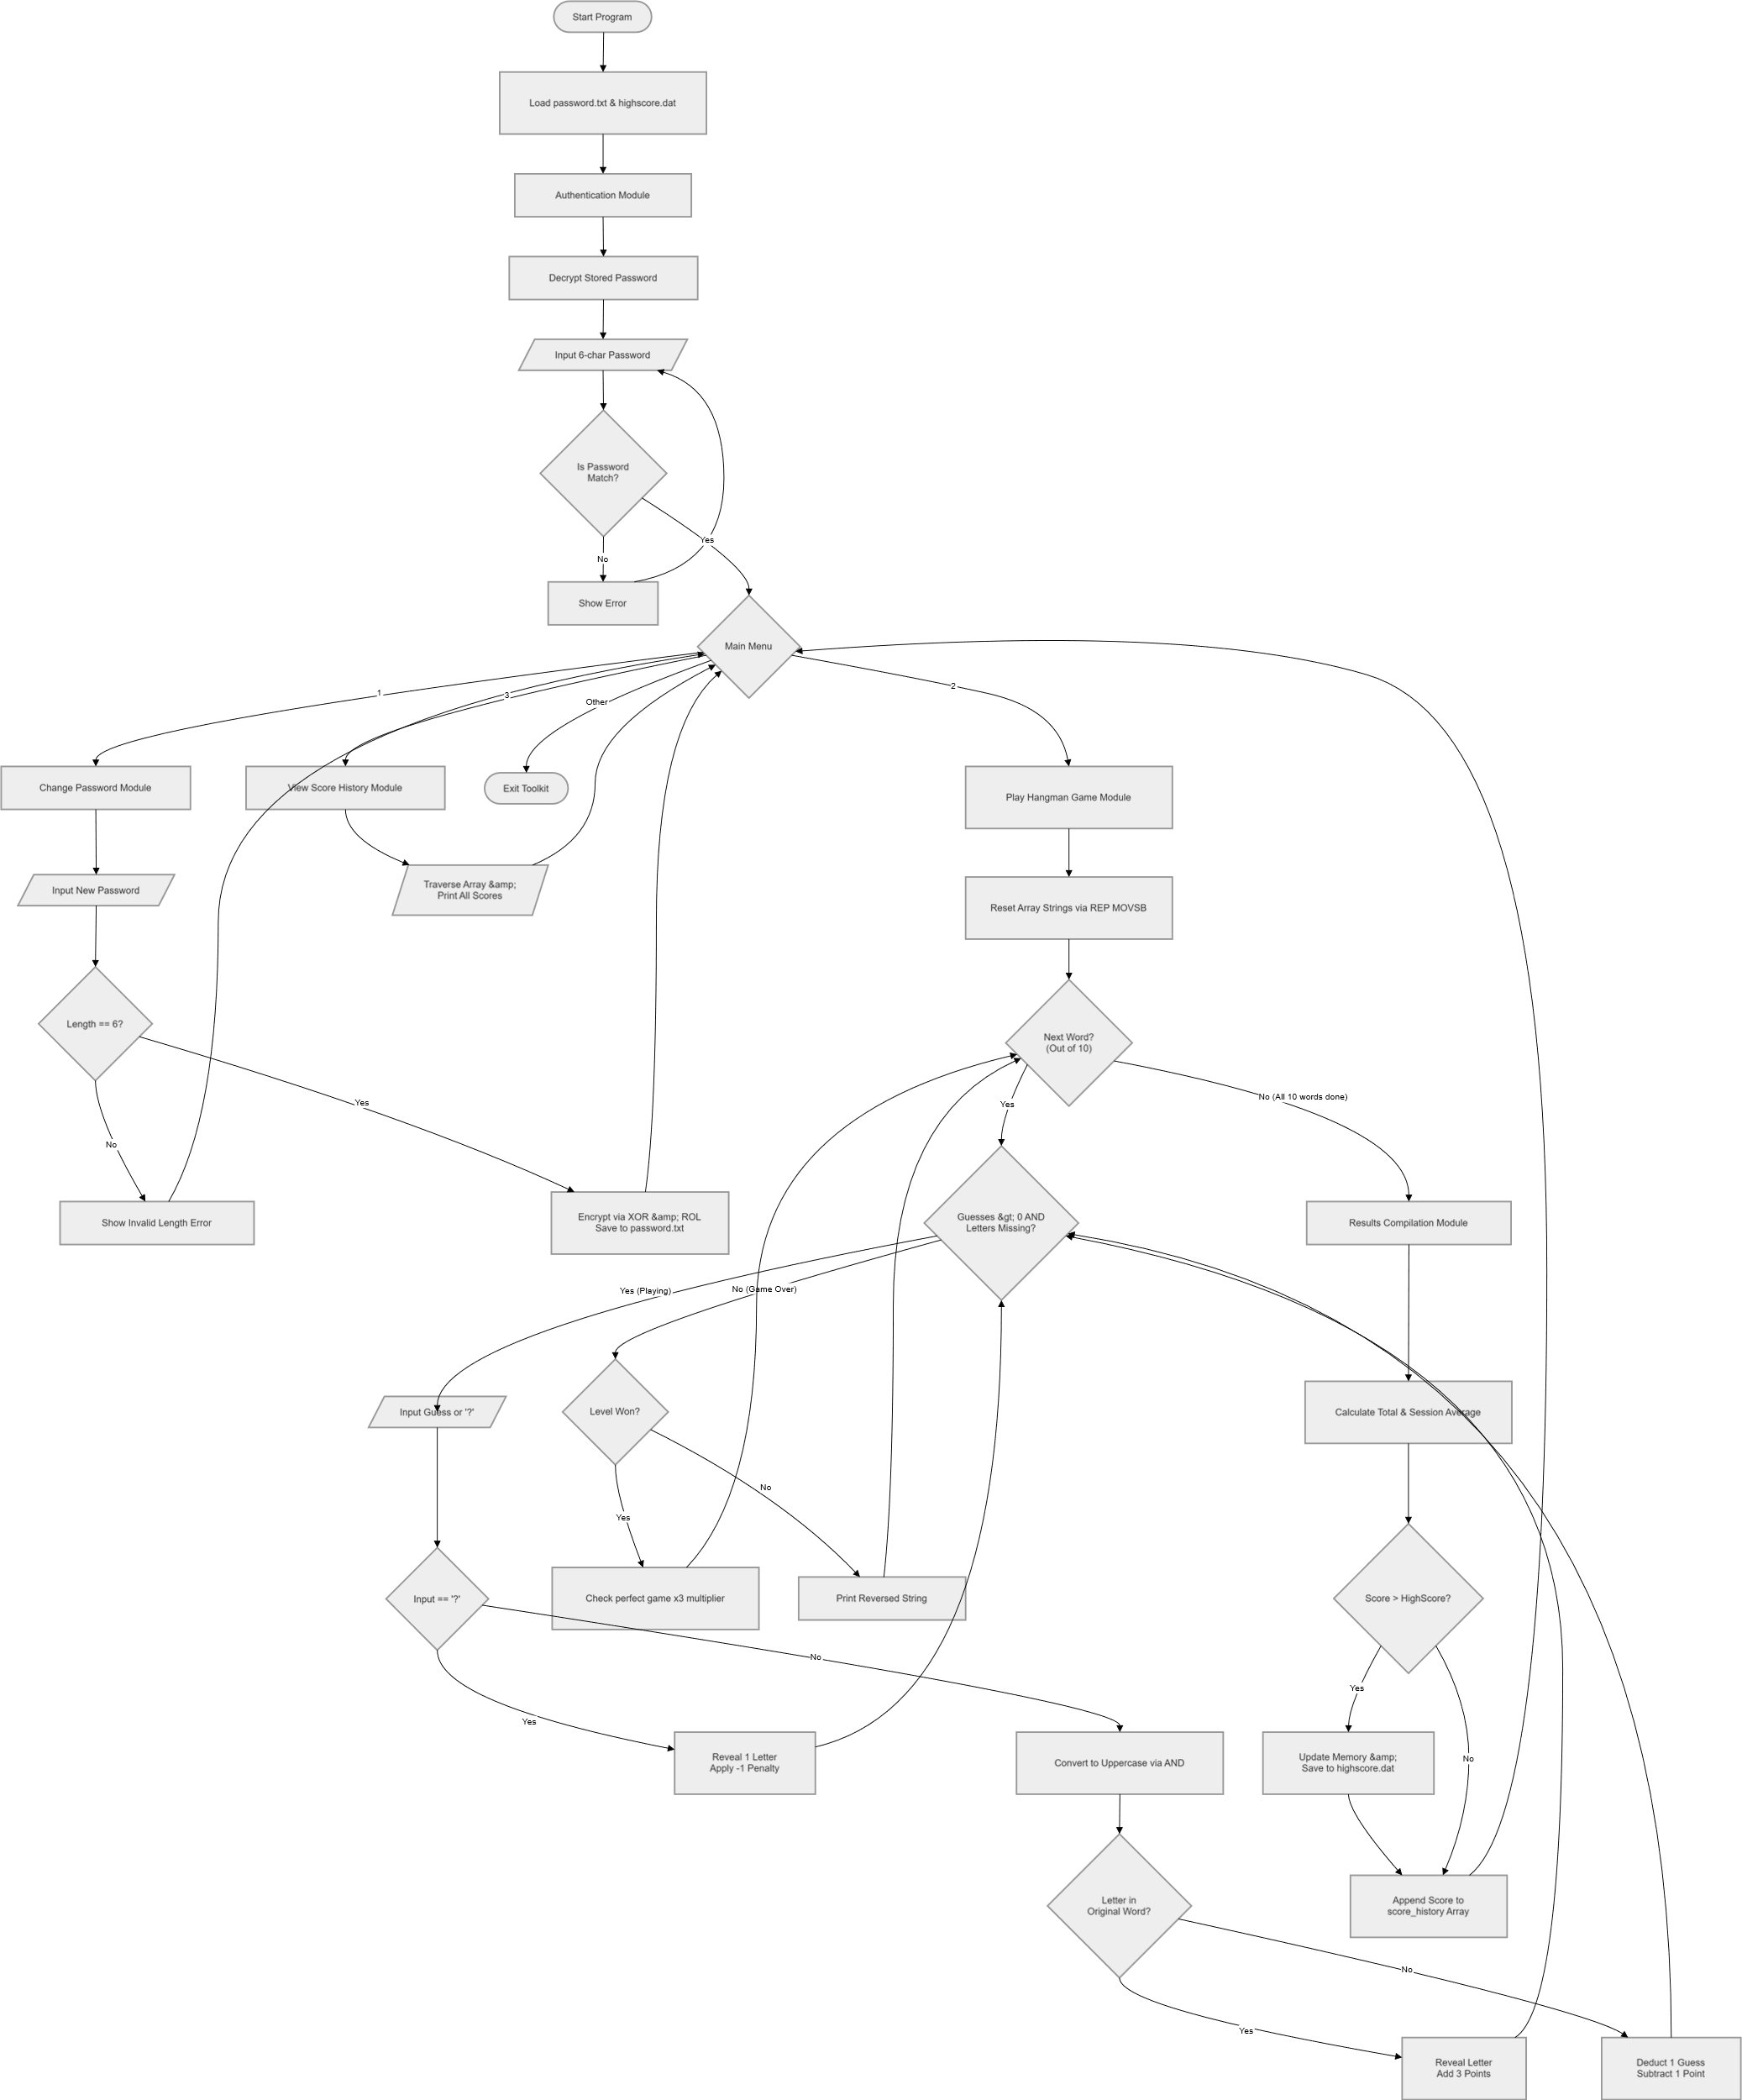 Start Program
Load password.txt & highscore.dat
Authentication Module
Decrypt Stored Password
Input 6-char Password
Is Password
Match?
Yes
No
Show Error
Main Menu
1
3
Other
2
Change Password Module
View Score History Module
Exit Toolkit
Play Hangman Game Module
Traverse Array &amp;
Print All Scores
Input New Password
Reset Array Strings via REP MOVSB
Length == 6?
Next Word?
(Out of 10)
Yes
Yes
No (All 10 words done)
No
Show Invalid Length Error
Encrypt via XOR &amp; ROL
Save to password.txt
Guesses &gt; 0 AND
Letters Missing?
Results Compilation Module
Yes (Playing)
No (Game Over)
Input Guess or '?'
Level Won?
Calculate Total & Session Average
No
Yes
Input == '?'
Check perfect game x3 multiplier
Print Reversed String
Score > HighScore?
No
Yes
Yes
No
Reveal 1 Letter
Apply -1 Penalty
Convert to Uppercase via AND
Update Memory &amp;
Save to highscore.dat
Letter in
Original Word?
Append Score to
score_history Array
No
Yes
Reveal Letter
Add 3 Points
Deduct 1 Guess
Subtract 1 Point